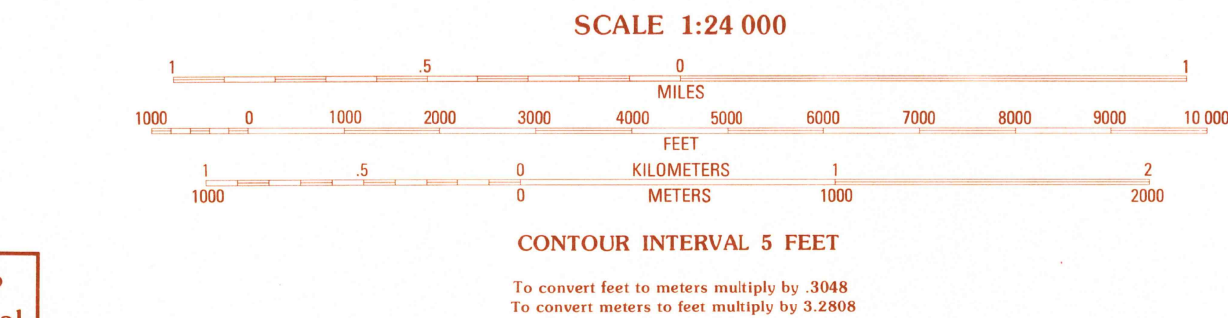 SCALE 1:24 000
1 .5 0 1
MILES
1000 0 1000 2000 3000 4000 5000 6000 7000 8000 9000 10 000
FEET
1 .5 0 KILOMETERS 1 2
1000 0 METERS 1000 2000
CONTOUR INTERVAL 5 FEET
To convert feet to meters multiply by .3048
To convert meters to feet multiply by 3.2808